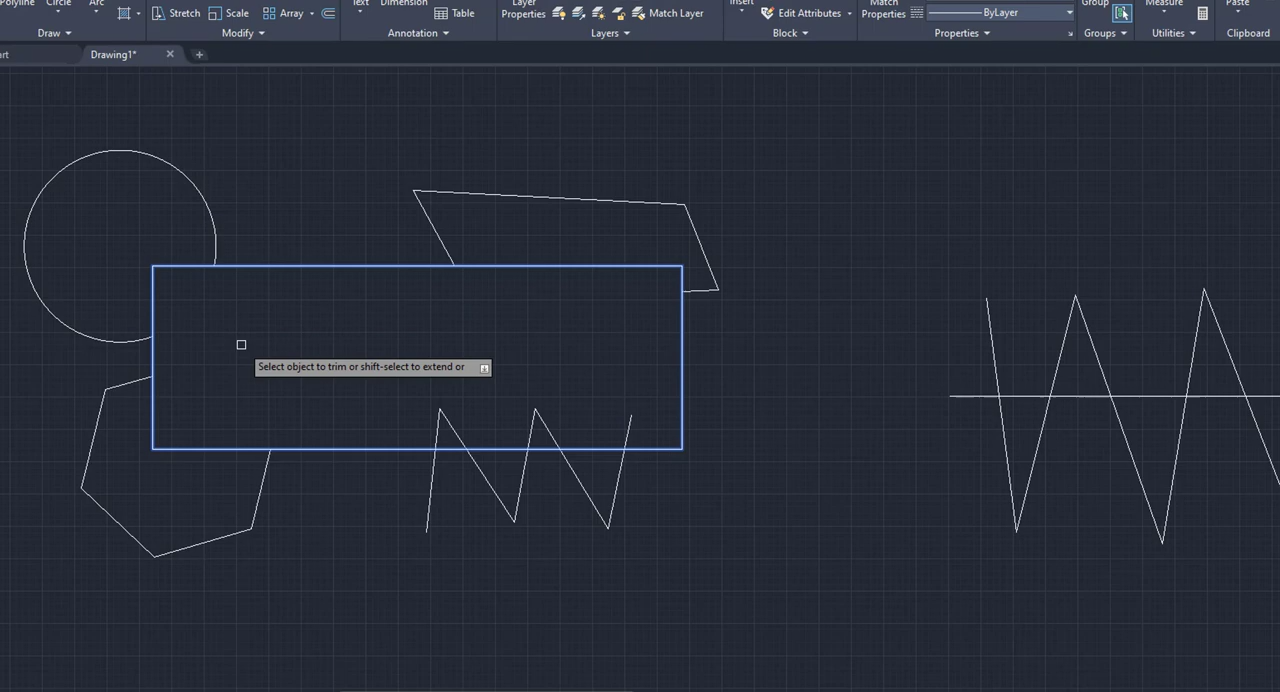 Polyline Circle Arc Text Dimension Layer Insert Match Group Measure Paste
Stretch Scale Array Table Properties Match Layer Edit Attributes Properties ByLayer
Draw Modify Annotation Layers Block Properties Groups Utilities Clipboard
Drawing1*
Select object to trim or shift-select to extend or